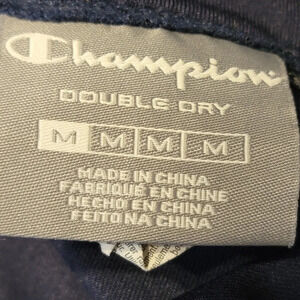 Champion
DOUBLE DRY
M M M M
MADE IN CHINA
FABRIQUÉ EN CHINE
HECHO EN CHINA
FEITO NA CHINA